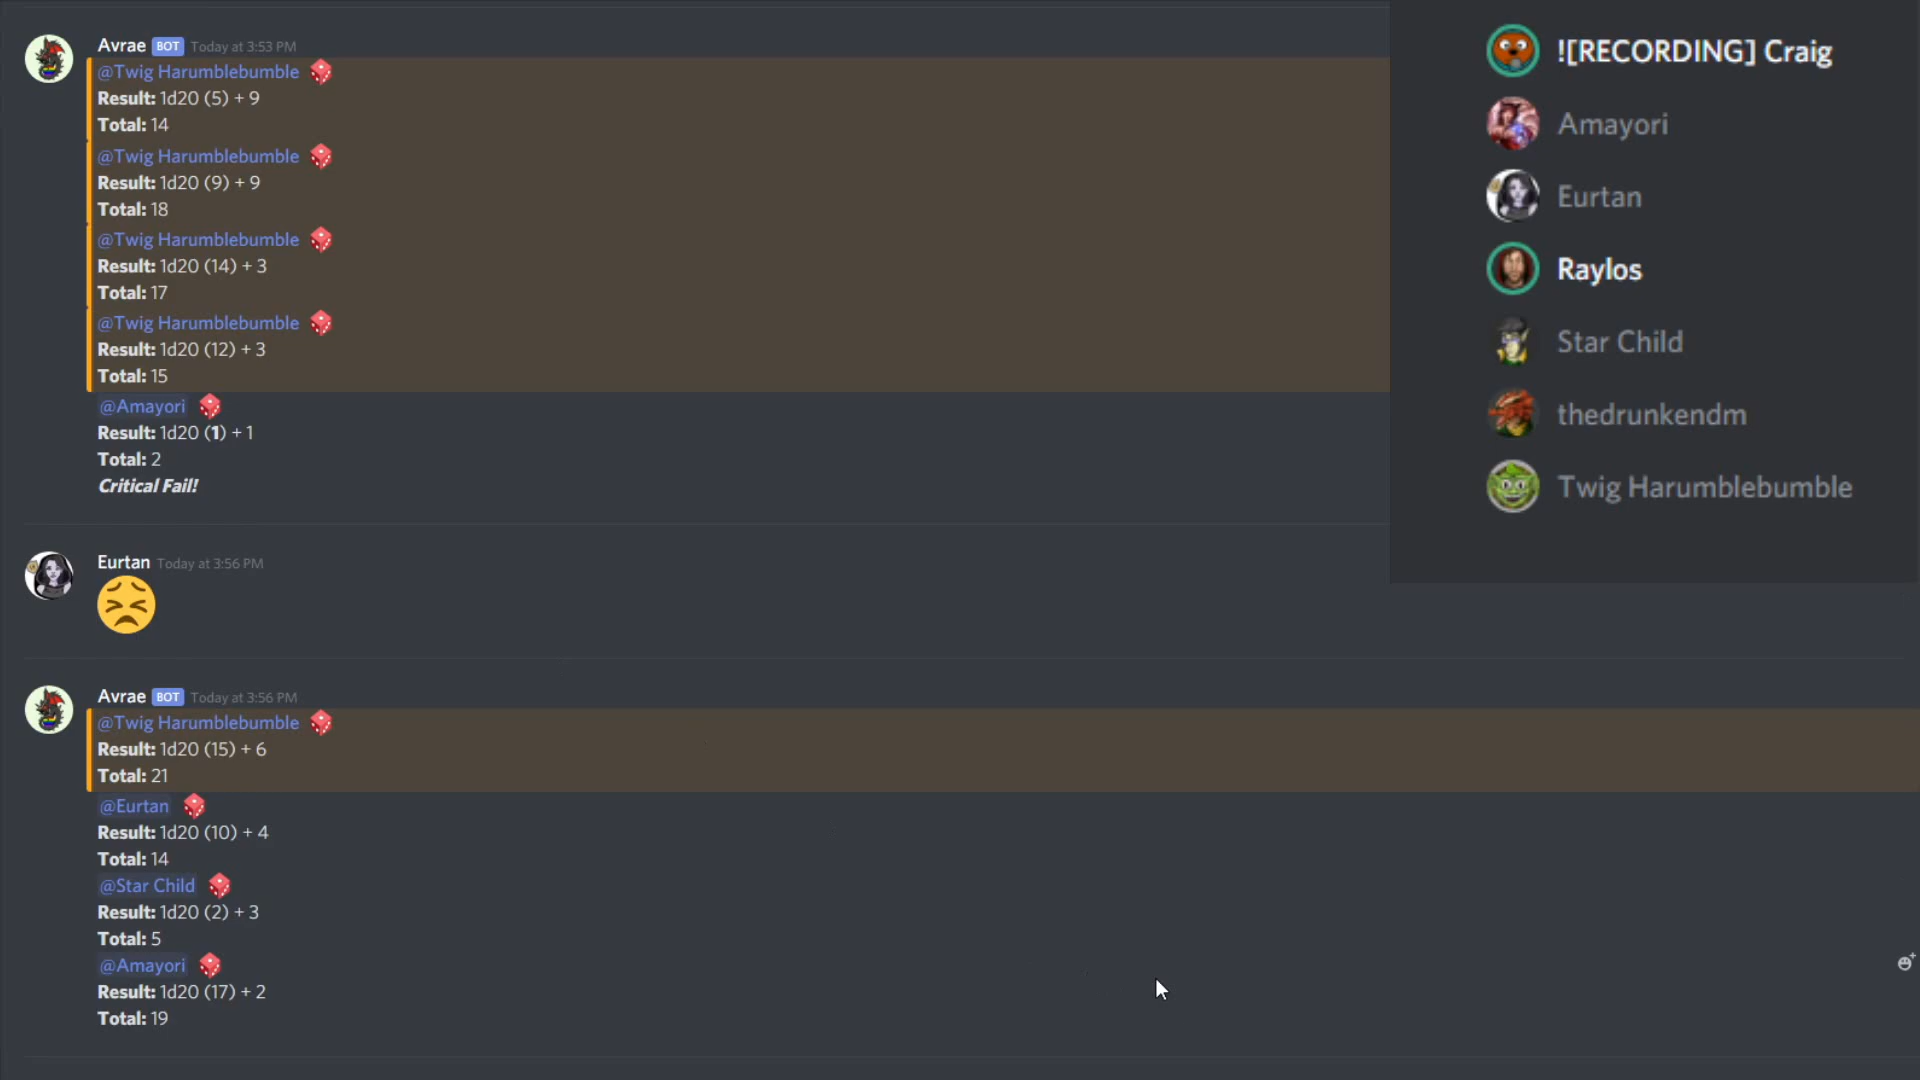 Avrae BOT Today at 3:53 PM
@Twig Harumblebumble
Result: 1d20 (5) + 9
Total: 14
@Twig Harumblebumble
Result: 1d20 (9) + 9
Total: 18
@Twig Harumblebumble
Result: 1d20 (14) + 3
Total: 17
@Twig Harumblebumble
Result: 1d20 (12) + 3
Total: 15
@Amayori
Result: 1d20 (1) + 1
Total: 2
Critical Fail!
Eurtan Today at 3:56 PM
Avrae BOT Today at 3:56 PM
@Twig Harumblebumble
Result: 1d20 (15) + 6
Total: 21
@Eurtan
Result: 1d20 (10) + 4
Total: 14
@Star Child
Result: 1d20 (2) + 3
Total: 5
@Amayori
Result: 1d20 (17) + 2
Total: 19
![RECORDING] Craig
Amayori
Eurtan
Raylos
Star Child
thedrunkendm
Twig Harumblebumble